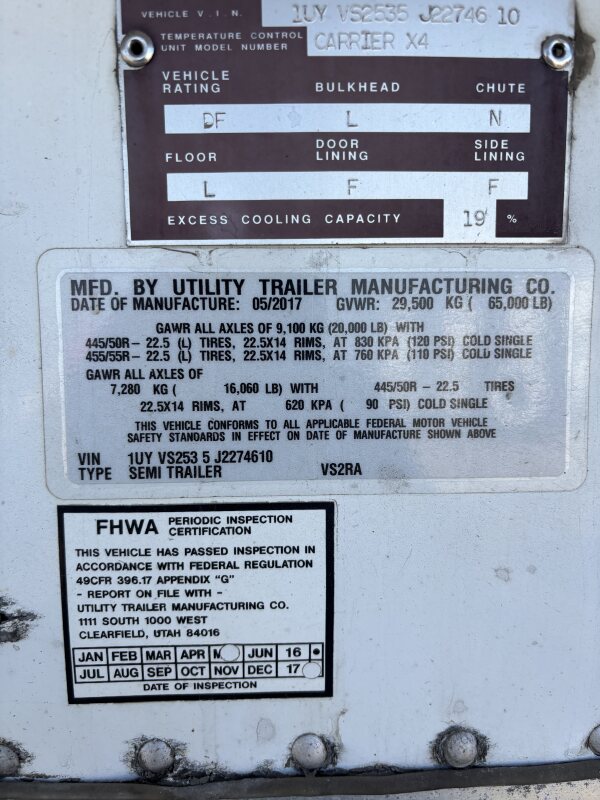 VEHICLE V.I.N. 1UY VS2535 J22746 10
TEMPERATURE CONTROL UNIT MODEL NUMBER CARRIER X4
VEHICLE RATING BULKHEAD CHUTE
DF L N
FLOOR DOOR LINING SIDE LINING
L F F
EXCESS COOLING CAPACITY 19 %
MFD. BY UTILITY TRAILER MANUFACTURING CO.
DATE OF MANUFACTURE: 05/2017 GVWR: 29,500 KG ( 65,000 LB)
GAWR ALL AXLES OF 9,100 KG (20,000 LB) WITH
445/50R- 22.5 (L) TIRES, 22.5X14 RIMS, AT 830 KPA (120 PSI) COLD SINGLE
455/55R- 22.5 (L) TIRES, 22.5X14 RIMS, AT 760 KPA (110 PSI) COLD SINGLE
GAWR ALL AXLES OF
7,280 KG ( 16,060 LB) WITH 445/50R - 22.5 TIRES
22.5X14 RIMS, AT 620 KPA ( 90 PSI) COLD SINGLE
THIS VEHICLE CONFORMS TO ALL APPLICABLE FEDERAL MOTOR VEHICLE
SAFETY STANDARDS IN EFFECT ON DATE OF MANUFACTURE SHOWN ABOVE
VIN 1UY VS253 5 J2274610
TYPE SEMI TRAILER VS2RA
FHWA PERIODIC INSPECTION CERTIFICATION
THIS VEHICLE HAS PASSED INSPECTION IN
ACCORDANCE WITH FEDERAL REGULATION
49CFR 396.17 APPENDIX "G"
- REPORT ON FILE WITH -
UTILITY TRAILER MANUFACTURING CO.
1111 SOUTH 1000 WEST
CLEARFIELD, UTAH 84016
JAN FEB MAR APR M JUN 16
JUL AUG SEP OCT NOV DEC 17
DATE OF INSPECTION